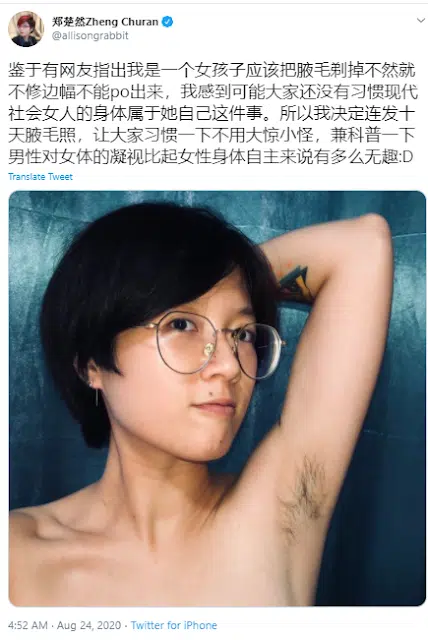 郑楚然Zheng Churan
@allisongrabbit
鉴于有网友指出我是一个女孩子应该把腋毛剃掉不然就
不修边幅不能po出来，我感到可能大家还没有习惯现代
社会女人的身体属于她自己这件事。所以我决定连发十
天腋毛照，让大家习惯一下不用大惊小怪，兼科普一下
男性对女体的凝视比起女性身体自主来说有多么无趣:D
Translate Tweet
4:52 AM · Aug 24, 2020 · Twitter for iPhone